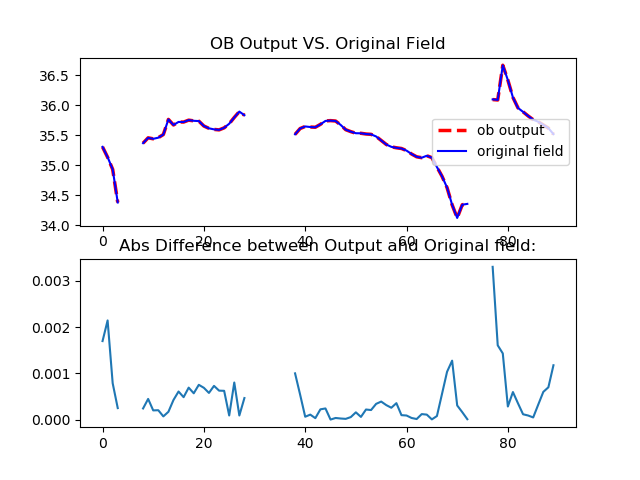 OB Output VS. Original Field
36.5
36.0
35.5
35.0
34.5
34.0
ob output
original field
0 20 40 60 80
Abs Difference between Output and Original field:
0.003
0.002
0.001
0.000
0 20 40 60 80